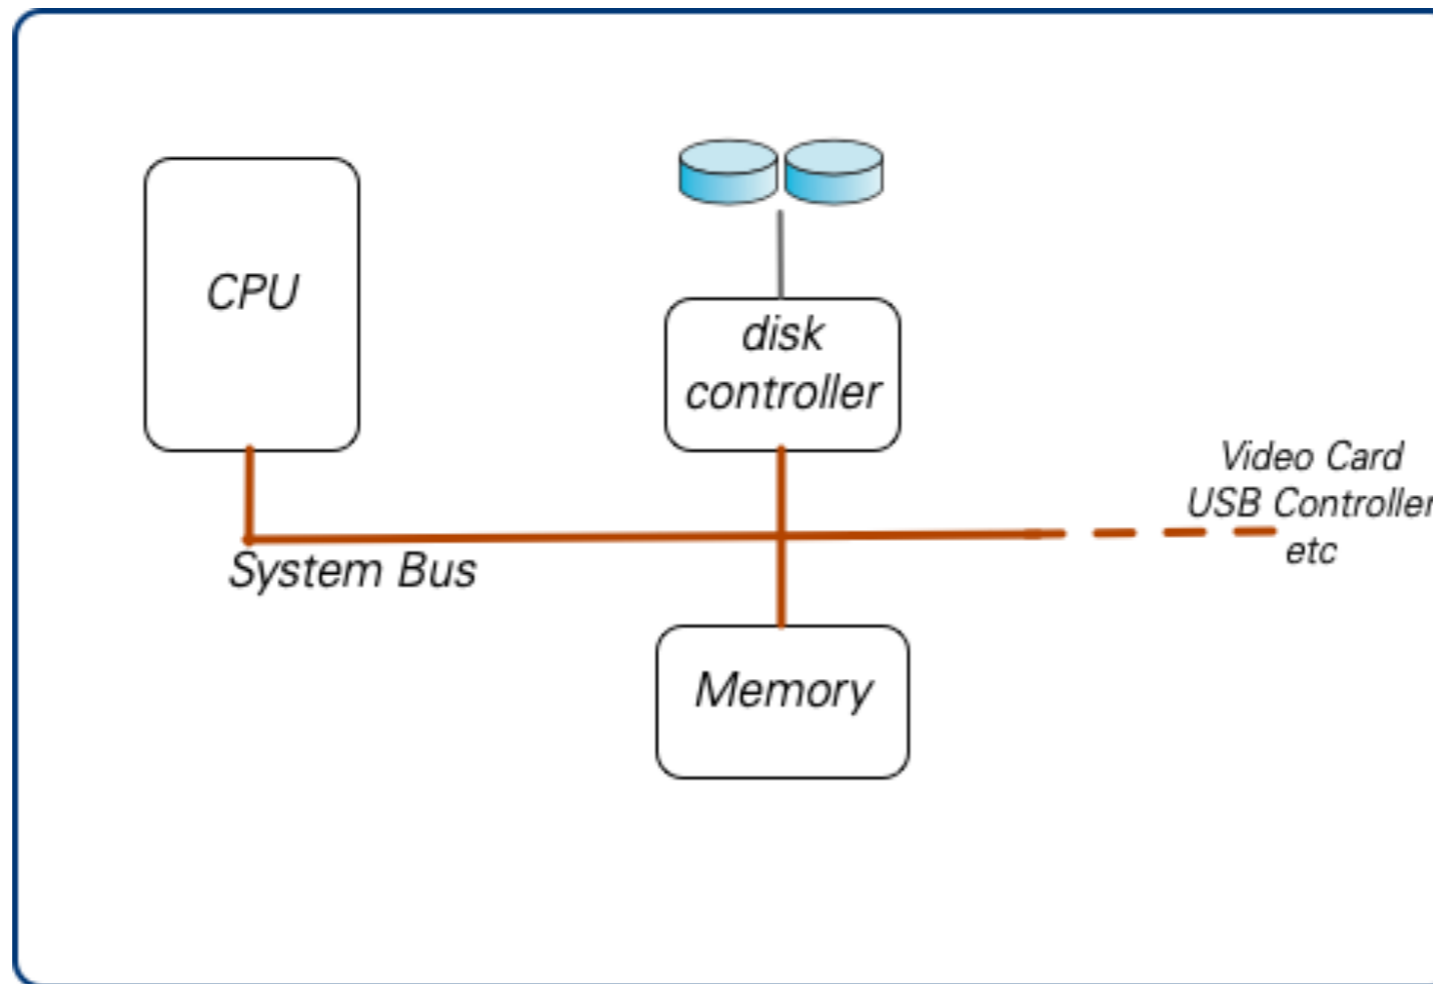 CPU
disk
controller
Video Card
USB Controller
etc
System Bus
Memory